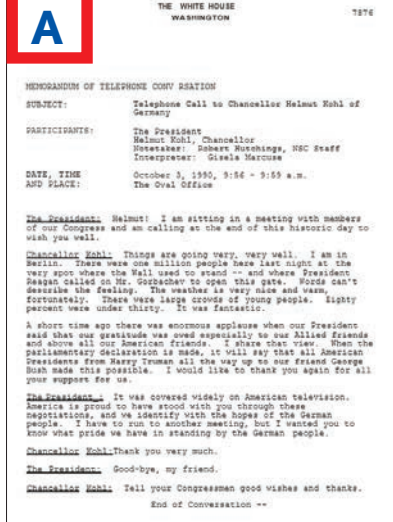 A
THE WHITE HOUSE
WASHINGTON
7876
MEMORANDUM OF TELEPHONE CONV RSATION
SUBJECT: Telephone Call to Chancellor Helmut Kohl of
Germany
PARTICIPANTS: The President
Helmut Kohl, Chancellor
Notetaker: Robert Hutchings, NSC Staff
Interpreter: Gisela Marcuse
DATE, TIME October 3, 1990, 9:56 - 9:59 a.m.
AND PLACE: The Oval Office
The President: Helmut! I am sitting in a meeting with members
of our Congress and am calling at the end of this historic day to
wish you well.
Chancellor Kohl: Things are going very, very well. I am in
Berlin. There were one million people here last night at the
very spot where the Wall used to stand -- and where President
Reagan called on Mr. Gorbachev to open this gate. Words can't
describe the feeling. The weather is very nice and warm,
fortunately. There were large crowds of young people. Eighty
percent were under thirty. It was fantastic.
A short time ago there was enormous applause when our President
said that our gratitude was owed especially to our Allied friends
and above all our American friends. I share that view. When the
parliamentary declaration is made, it will say that all American
Presidents from Harry Truman all the way up to our friend George
Bush made this possible. I would like to thank you again for all
your support for us.
The President : It was covered widely on American television.
America is proud to have stood with you through these
negotiations, and we identify with the hopes of the German
people. I have to run to another meeting, but I wanted you to
know what pride we have in standing by the German people.
Chancellor Kohl:Thank you very much.
The President: Good-bye, my friend.
Chancellor Kohl: Tell your Congressmen good wishes and thanks.
End of Conversation --